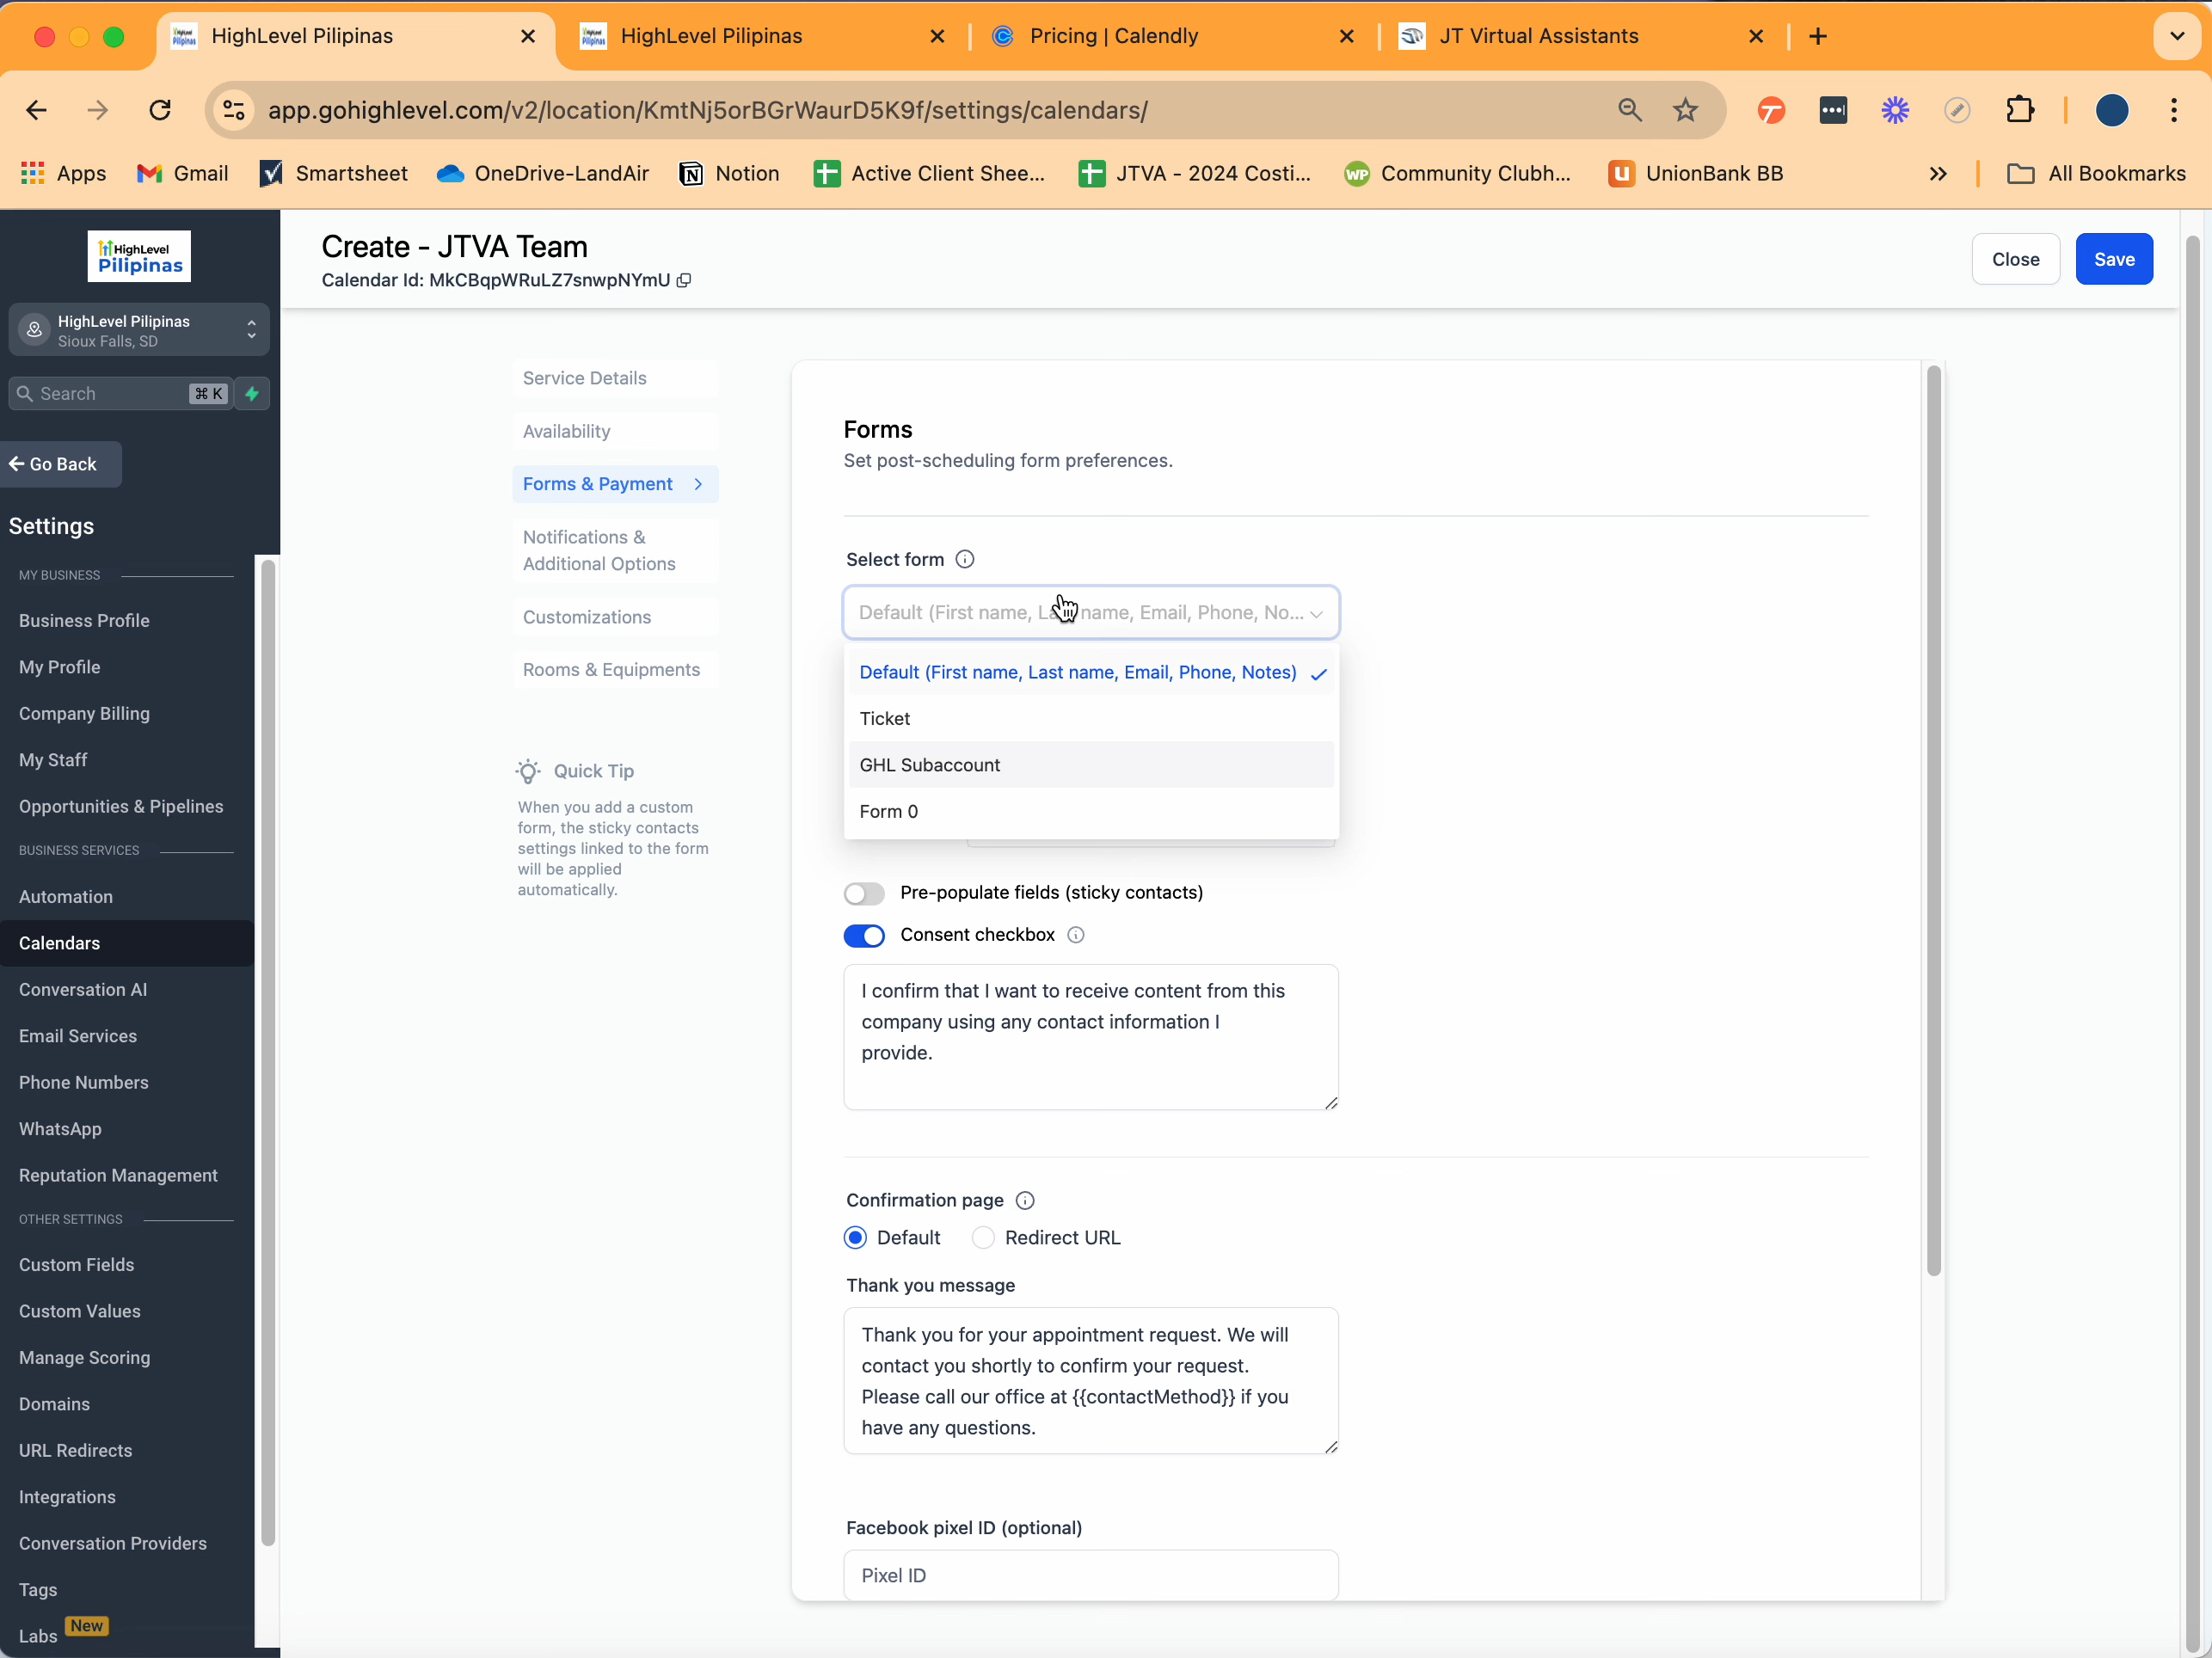 HighLevel Pilipinas
HighLevel Pilipinas
Pricing | Calendly
JT Virtual Assistants
app.gohighlevel.com/v2/location/KmtNj5orBGrWaurD5K9f/settings/calendars/
Apps
Gmail
Smartsheet
OneDrive-LandAir
Notion
Active Client Shee...
JTVA - 2024 Costi...
Community Clubh...
UnionBank BB
All Bookmarks
HighLevel
Pilipinas
HighLevel Pilipinas
Sioux Falls, SD
Search
⌘ K
Go Back
Settings
MY BUSINESS
Business Profile
My Profile
Company Billing
My Staff
Opportunities & Pipelines
BUSINESS SERVICES
Automation
Calendars
Conversation AI
Email Services
Phone Numbers
WhatsApp
Reputation Management
OTHER SETTINGS
Custom Fields
Custom Values
Manage Scoring
Domains
URL Redirects
Integrations
Conversation Providers
Tags
Labs New
Create - JTVA Team
Calendar Id: MkCBqpWRuLZ7snwpNYmU
Close
Save
Service Details
Availability
Forms & Payment
Notifications &
Additional Options
Customizations
Rooms & Equipments
Quick Tip
When you add a custom
form, the sticky contacts
settings linked to the form
will be applied
automatically.
Forms
Set post-scheduling form preferences.
Select form
Default (First name, Last name, Email, Phone, No...
Default (First name, Last name, Email, Phone, Notes)
Ticket
GHL Subaccount
Form 0
Pre-populate fields (sticky contacts)
Consent checkbox
I confirm that I want to receive content from this
company using any contact information I
provide.
Confirmation page
Default
Redirect URL
Thank you message
Thank you for your appointment request. We will
contact you shortly to confirm your request.
Please call our office at {{contactMethod}} if you
have any questions.
Facebook pixel ID (optional)
Pixel ID